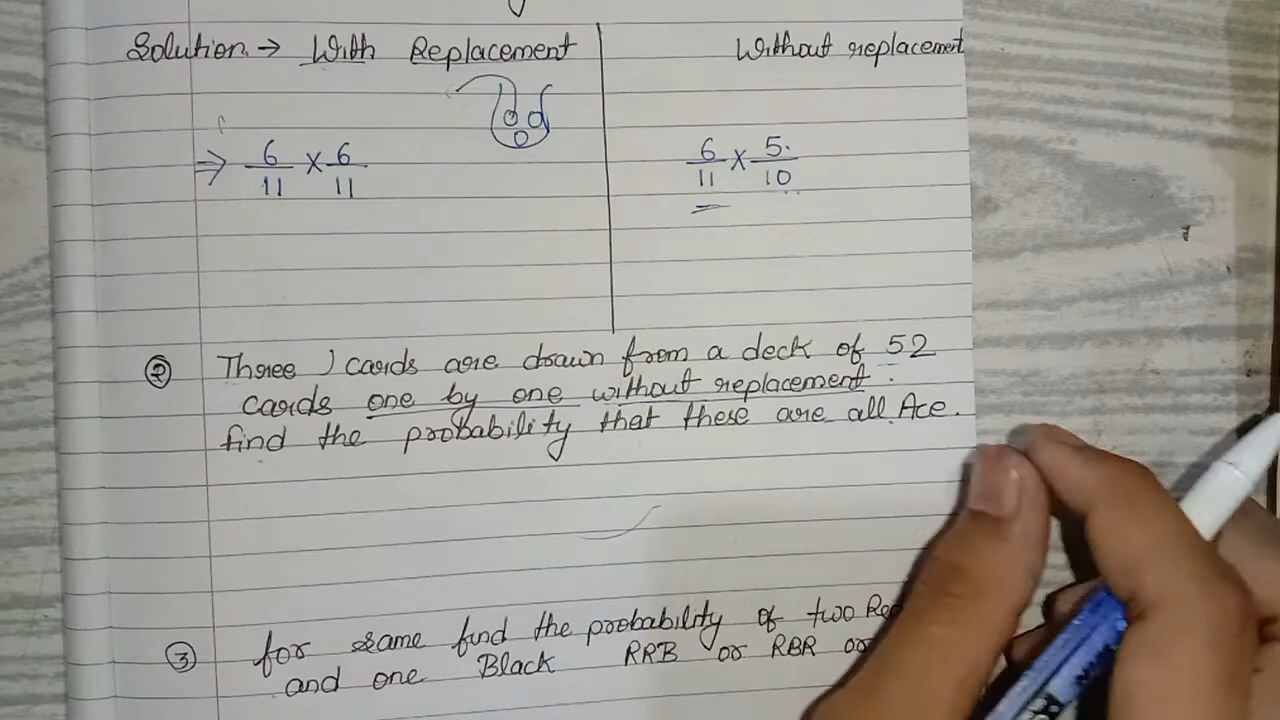 Solution → With Replacement
Without replacement
⇒ 6/11 × 6/11
6/11 × 5/10
② Three cards are drawn from a deck of 52
cards one by one without replacement.
find the probability that these are all Ace.
③ for same find the probability of two Red
and one Black RRB or RBR or